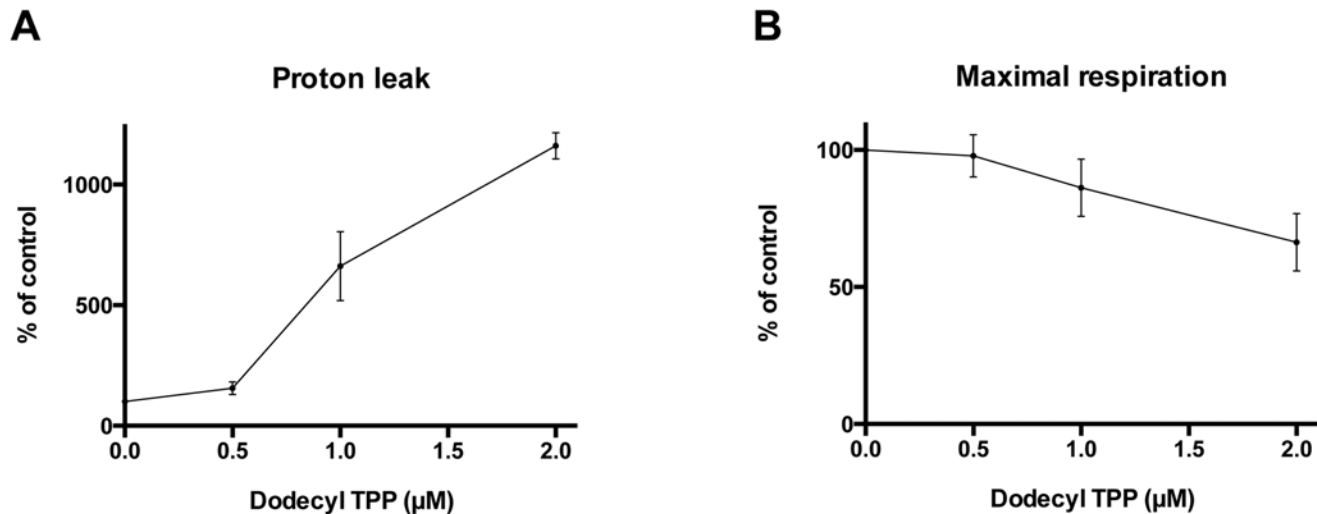 A
Proton leak
% of control
1000
500
0
0.0 0.5 1.0 1.5 2.0
Dodecyl TPP (µM)
B
Maximal respiration
% of control
100
50
0
0.0 0.5 1.0 1.5 2.0
Dodecyl TPP (µM)